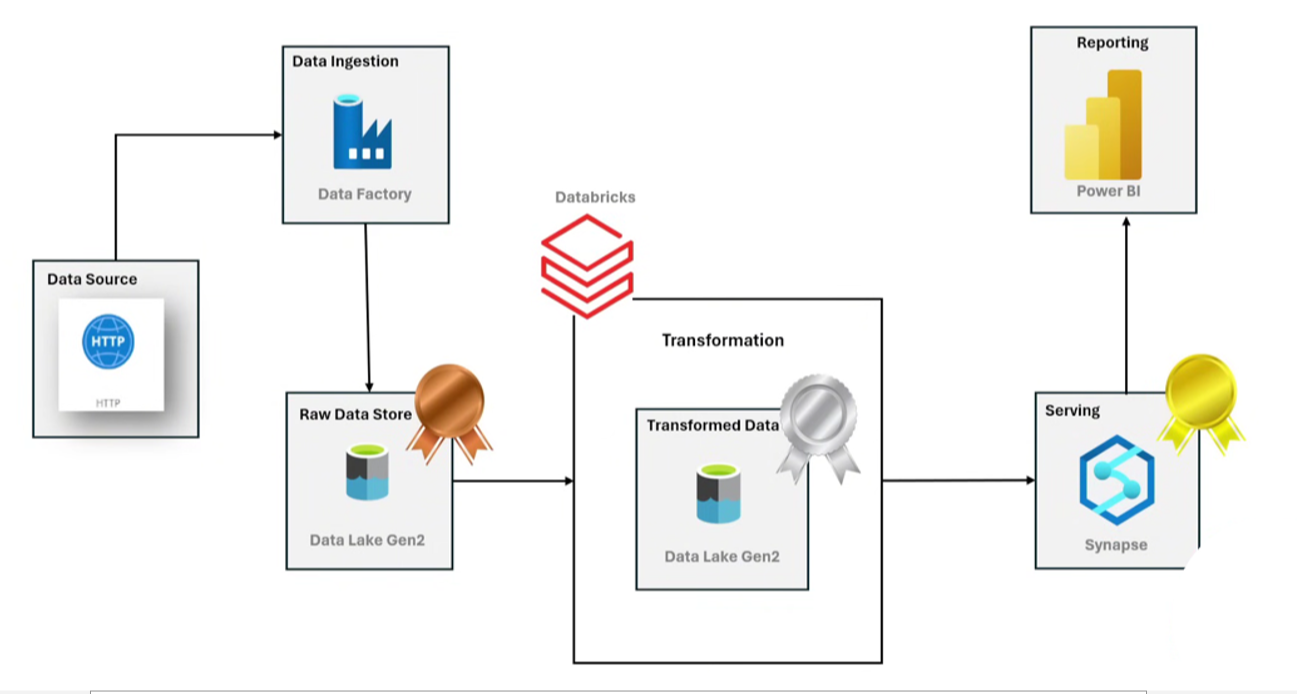 Data Source
HTTP
HTTP
Data Ingestion
Data Factory
Raw Data Store
Data Lake Gen2
Databricks
Transformation
Transformed Data
Data Lake Gen2
Serving
Synapse
Reporting
Power BI